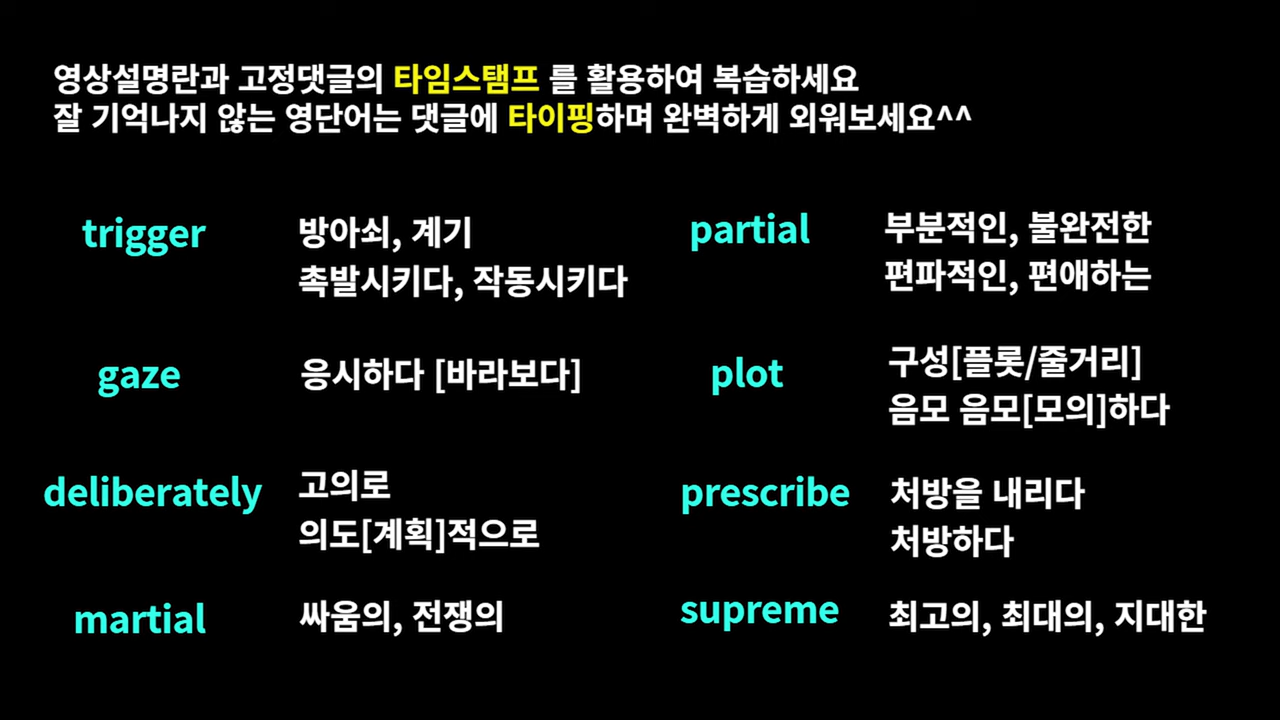 영상설명란과 고정댓글의 타임스탬프 를 활용하여 복습하세요
잘 기억나지 않는 영단어는 댓글에 타이핑하며 완벽하게 외워보세요^^
trigger
방아쇠, 계기
촉발시키다, 작동시키다
partial
부분적인, 불완전한
편파적인, 편애하는
gaze
응시하다 [바라보다]
plot
구성[플롯/줄거리]
음모 음모[모의]하다
deliberately
고의로
의도[계획]적으로
prescribe
처방을 내리다
처방하다
martial
싸움의, 전쟁의
supreme
최고의, 최대의, 지대한